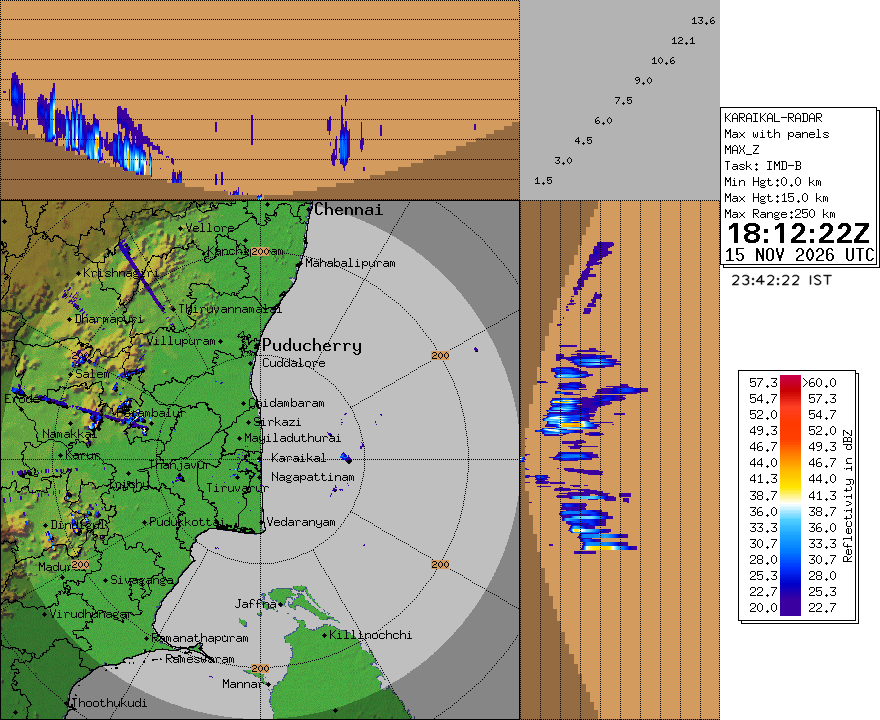 13.6
12.1
10.6
9.0
7.5
6.0
4.5
3.0
1.5
KARAIKAL-RADAR
Max with panels
MAX_Z
Task: IMD-B
Min Hgt:0.0 km
Max Hgt:15.0 km
Max Range:250 km
18:12:22Z
15 NOV 2026 UTC
23:42:22 IST
Chennai
Vellore
200
Mahabalipuram
Krishnagiri
Thiruvannamalai
Dharmapuri
Villupuram
Puducherry
200
Cuddalore
Salem
Erode
Chidambaram
Perambalur
Sirkazi
Namakkal
Mayiladuthurai
Karur
Karaikal
Thanjavur
Nagapattinam
Tiruvarur
Pudukkottai
Vedaranyam
200
200
Sivaganga
Jaffna
Virudhunagar
Killinochchi
Ramanathapuram
Rameswaram
200
Mannar
Thoothukudi
57.3 >60.0
54.7 57.3
52.0 54.7
49.3 52.0
46.7 49.3
44.0 46.7
41.3 44.0
38.7 41.3
36.0 38.7
33.3 36.0
30.7 33.3
28.0 30.7
25.3 28.0
22.7 25.3
20.0 22.7
Reflectivity in dBZ